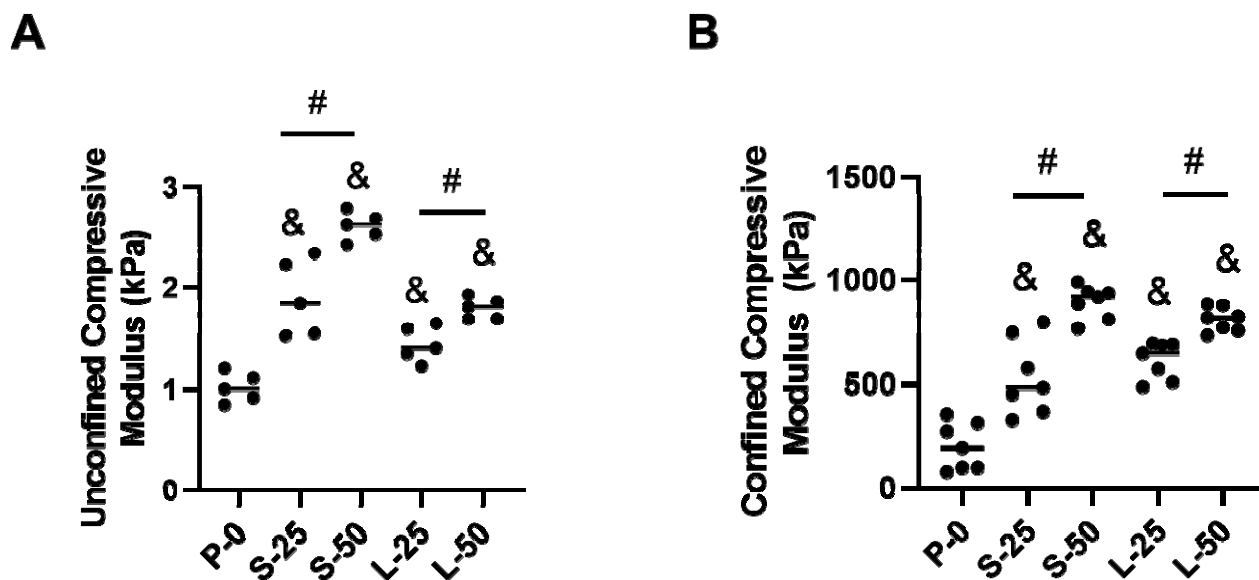 A
Unconfined Compressive
Modulus (kPa)
3
2
1
0
#
#
&
&
&
&
P-0
S-25
S-50
L-25
L-50
B
Confined Compressive
Modulus (kPa)
1500
1000
500
0
#
#
&
&
&
&
P-0
S-25
S-50
L-25
L-50